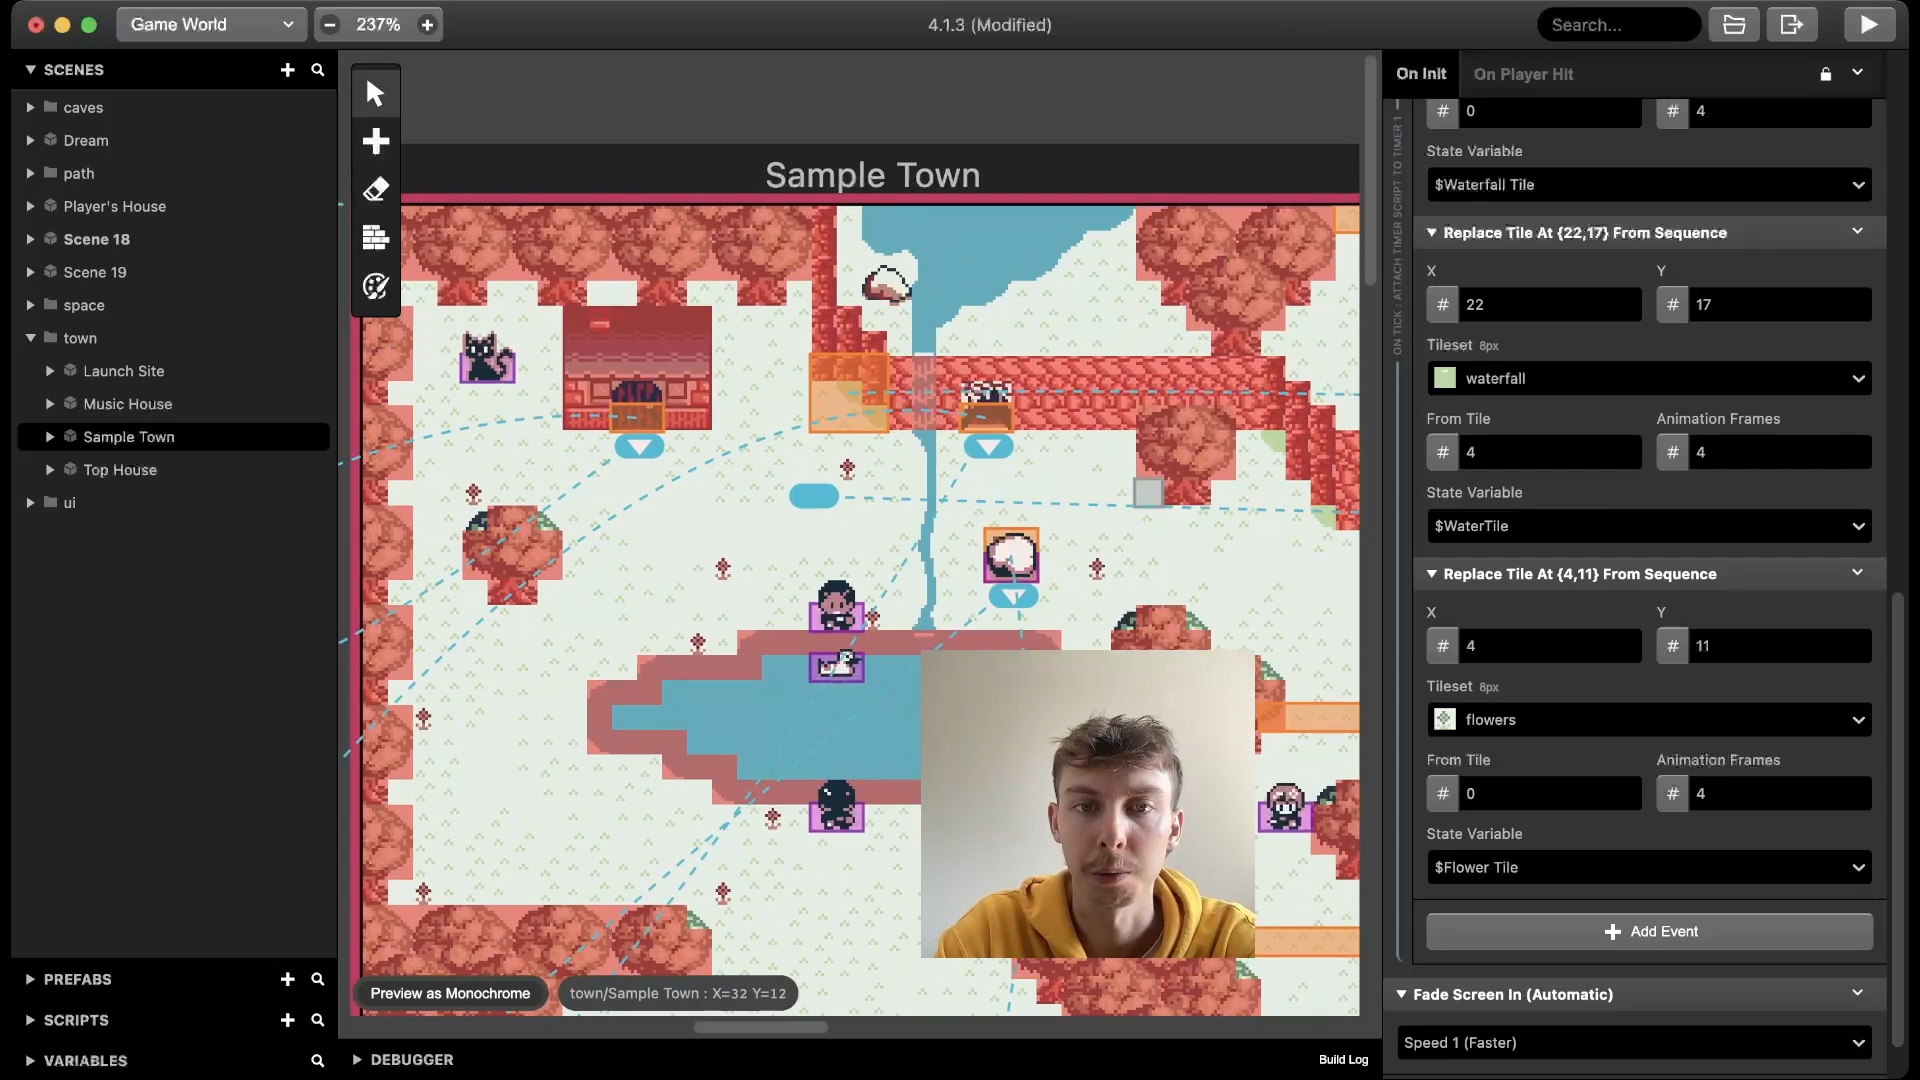 Game World
237%
4.1.3 (Modified)
Search...
SCENES
caves
Dream
path
Player's House
Scene 18
Scene 19
space
town
Launch Site
Music House
Sample Town
Top House
ui
PREFABS
SCRIPTS
VARIABLES
Sample Town
Preview as Monochrome
town/Sample Town : X=32 Y=12
DEBUGGER
Build Log
On Init
On Player Hit
ON TICK : ATTACH TIMER SCRIPT TO TIMER 1
# 0
# 4
State Variable
$Waterfall Tile
Replace Tile At {22,17} From Sequence
X
Y
# 22
# 17
Tileset 8px
waterfall
From Tile
Animation Frames
# 4
# 4
State Variable
$WaterTile
Replace Tile At {4,11} From Sequence
X
Y
# 4
# 11
Tileset 8px
flowers
From Tile
Animation Frames
# 0
# 4
State Variable
$Flower Tile
Add Event
Fade Screen In (Automatic)
Speed 1 (Faster)